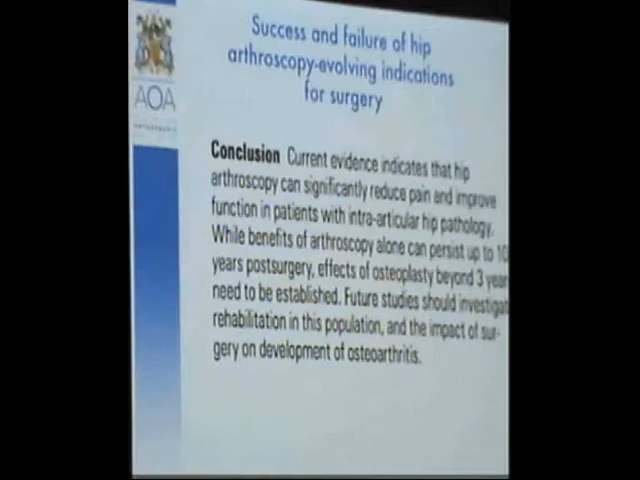 Success and failure of hip
arthroscopy-evolving indications
for surgery
AOA
Conclusion Current evidence indicates that hip
arthroscopy can significantly reduce pain and improve
function in patients with intra-articular hip pathology.
While benefits of arthroscopy alone can persist up to 10
years postsurgery, effects of osteoplasty beyond 3 year
need to be established. Future studies should investigat
rehabilitation in this population, and the impact of sur-
gery on development of osteoarthritis.